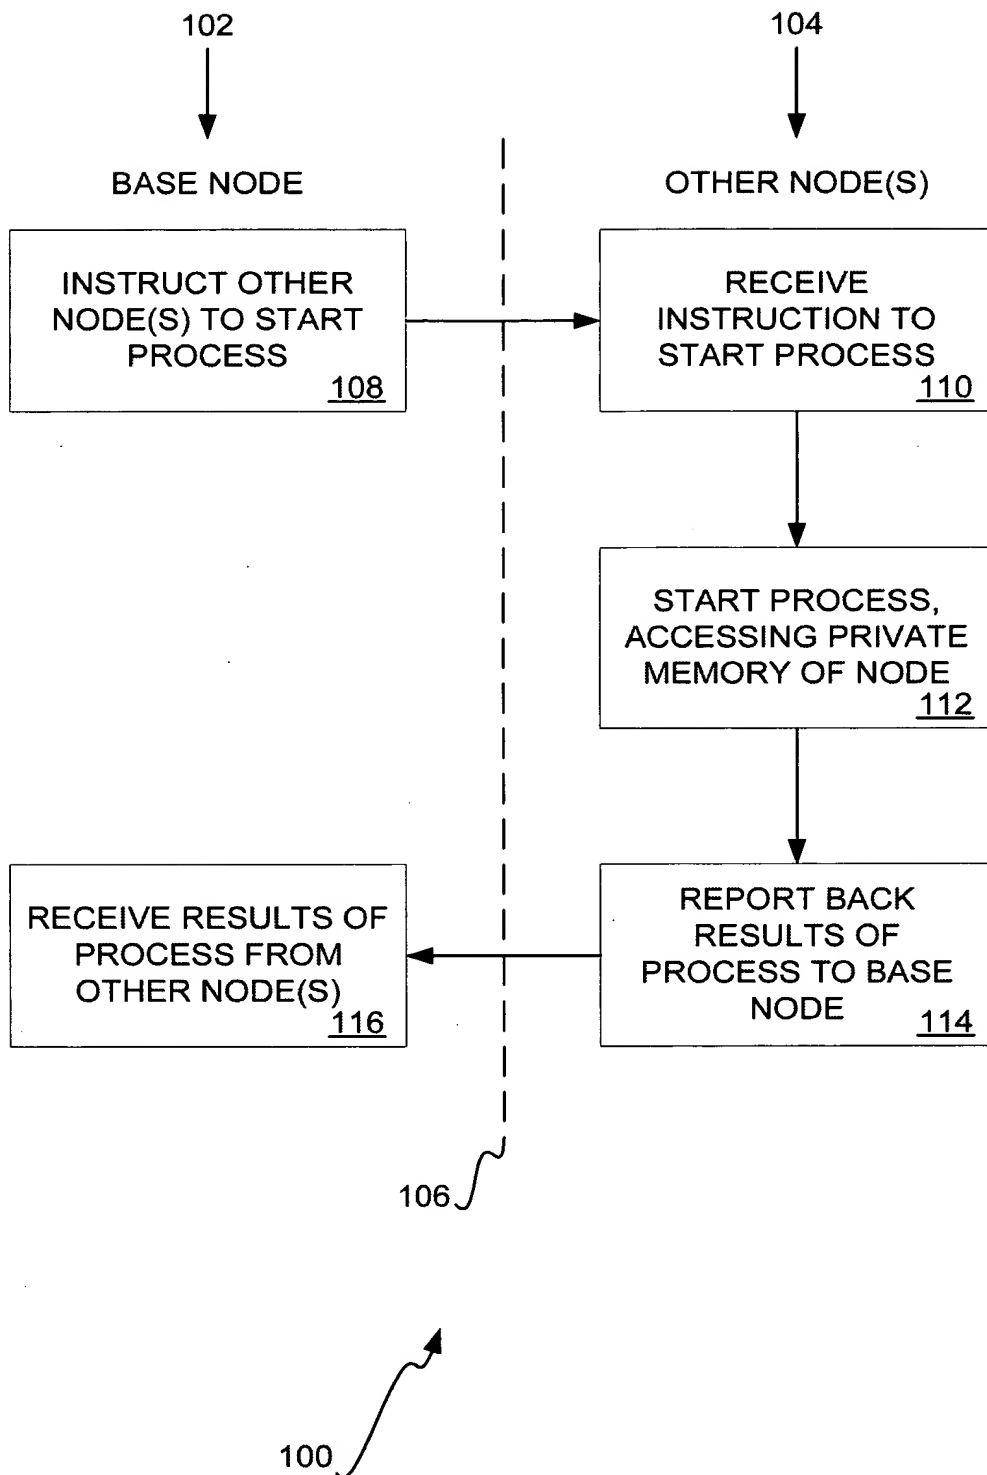 102
104
BASE NODE
OTHER NODE(S)
INSTRUCT OTHER
NODE(S) TO START
PROCESS
108
RECEIVE
INSTRUCTION TO
START PROCESS
110
START PROCESS,
ACCESSING PRIVATE
MEMORY OF NODE
112
RECEIVE RESULTS OF
PROCESS FROM
OTHER NODE(S)
116
REPORT BACK
RESULTS OF
PROCESS TO BASE
NODE
114
106
100